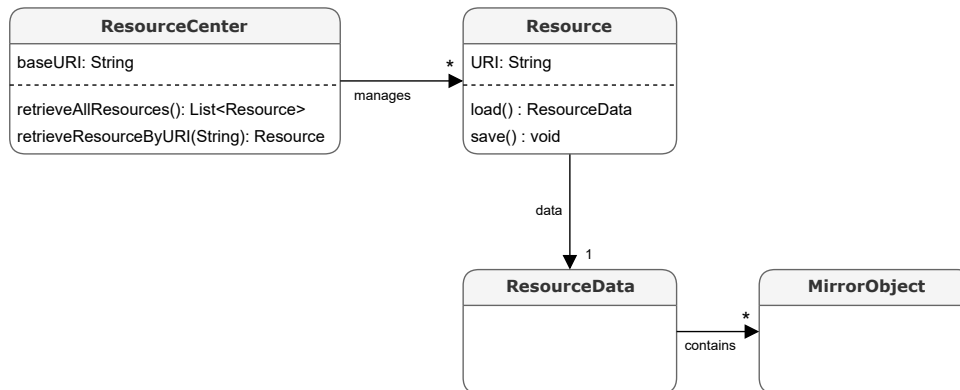 ResourceCenter
baseURI: String
retrieveAllResources(): List<Resource>
retrieveResourceByURI(String): Resource
manages
*
Resource
URI: String
load() : ResourceData
save() : void
data
1
ResourceData
contains
*
MirrorObject